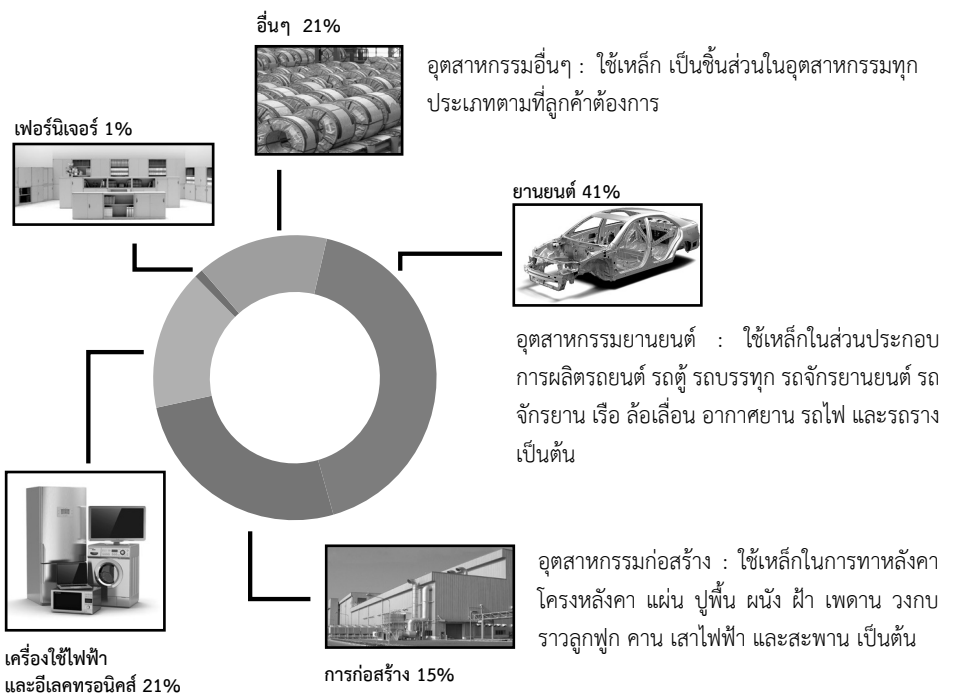 อื่นๆ 21%
อุตสาหกรรมอื่นๆ : ใช้เหล็ก เป็นชิ้นส่วนในอุตสาหกรรมทุก
ประเภทตามที่ลูกค้าต้องการ
เฟอร์นิเจอร์ 1%
ยานยนต์ 41%
อุตสาหกรรมยานยนต์ : ใช้เหล็กในส่วนประกอบ
การผลิตรถยนต์ รถตู้ รถบรรทุก รถจักรยานยนต์ รถ
จักรยาน เรือ ล้อเลื่อน อากาศยาน รถไฟ และรถราง
เป็นต้น
อุตสาหกรรมก่อสร้าง : ใช้เหล็กในการทาหลังคา
โครงหลังคา แผ่น ปูพื้น ผนัง ฝ้า เพดาน วงกบ
ราวลูกฟูก คาน เสาไฟฟ้า และสะพาน เป็นต้น
เครื่องใช้ไฟฟ้า
และอีเลคทรอนิคส์ 21%
การก่อสร้าง 15%